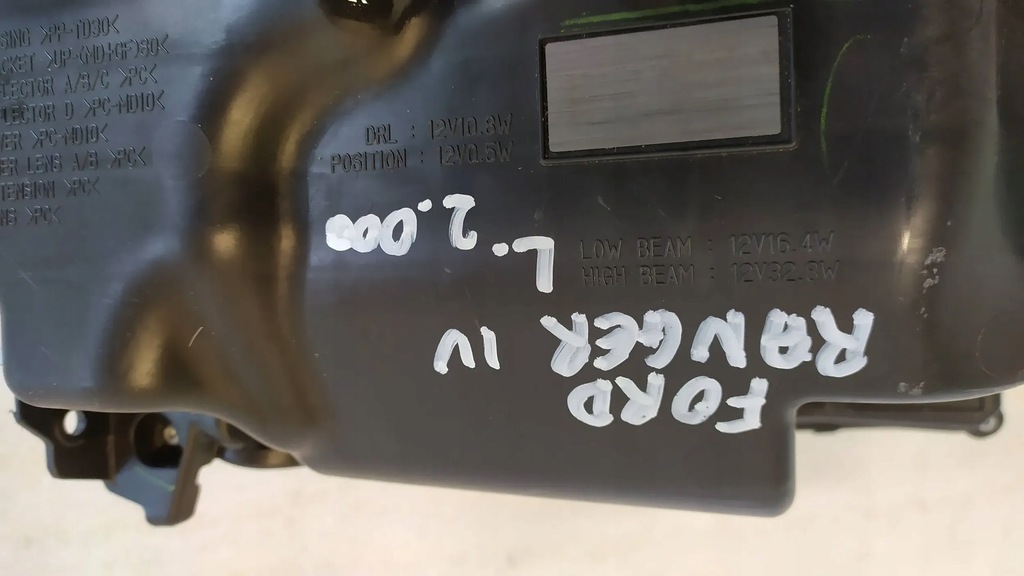 SING >PP-TD30<
CKET >UP-(MD+GF)30<
LECTOR A/B/C >PC<
LECTOR D >PC-MD10<
VER >PC-MD10<
ER LENS A/B >PC<
TENSION >PC<
NS >PC<
DRL : 12V10.8W
POSITION : 12V0.5W
LOW BEAM : 12V16.4W
HIGH BEAM : 12V32.8W
FORD
RANGER IV
L. 2.000